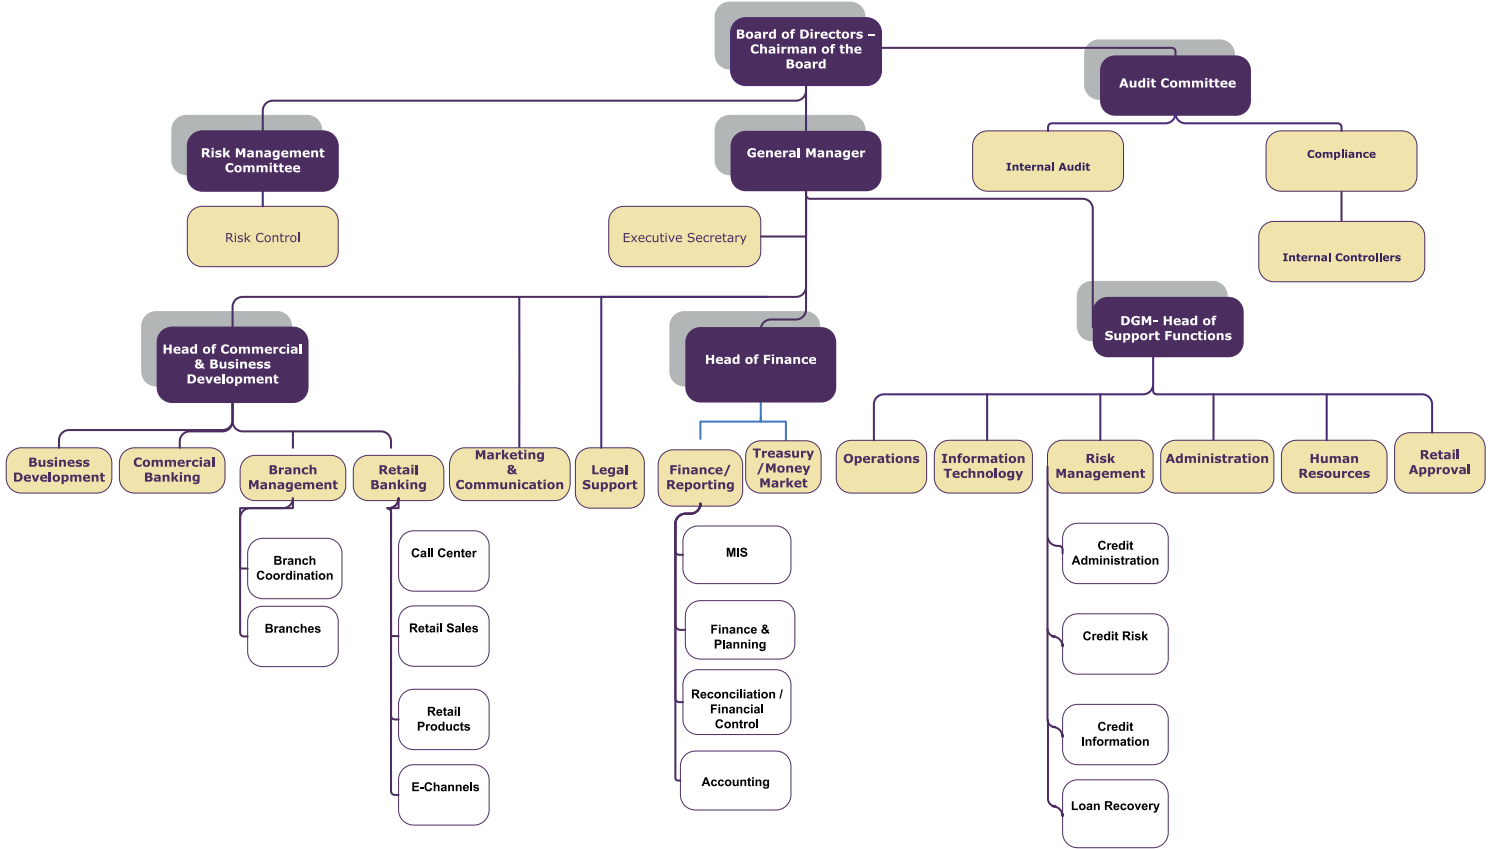 Board of Directors –
Chairman of the
Board
Audit Committee
Risk Management
Committee
General Manager
Internal Audit
Compliance
Risk Control
Executive Secretary
Internal Controllers
Head of Commercial
& Business
Development
Head of Finance
DGM– Head of
Support Functions
Business
Development
Commercial
Banking
Branch
Management
Retail
Banking
Marketing
&
Communication
Legal
Support
Finance/
Reporting
Treasury
/Money
Market
Operations
Information
Technology
Risk
Management
Administration
Human
Resources
Retail
Approval
Branch
Coordination
Branches
Call Center
Retail Sales
Retail
Products
E-Channels
MIS
Finance &
Planning
Reconciliation /
Financial
Control
Accounting
Credit
Administration
Credit Risk
Credit
Information
Loan Recovery